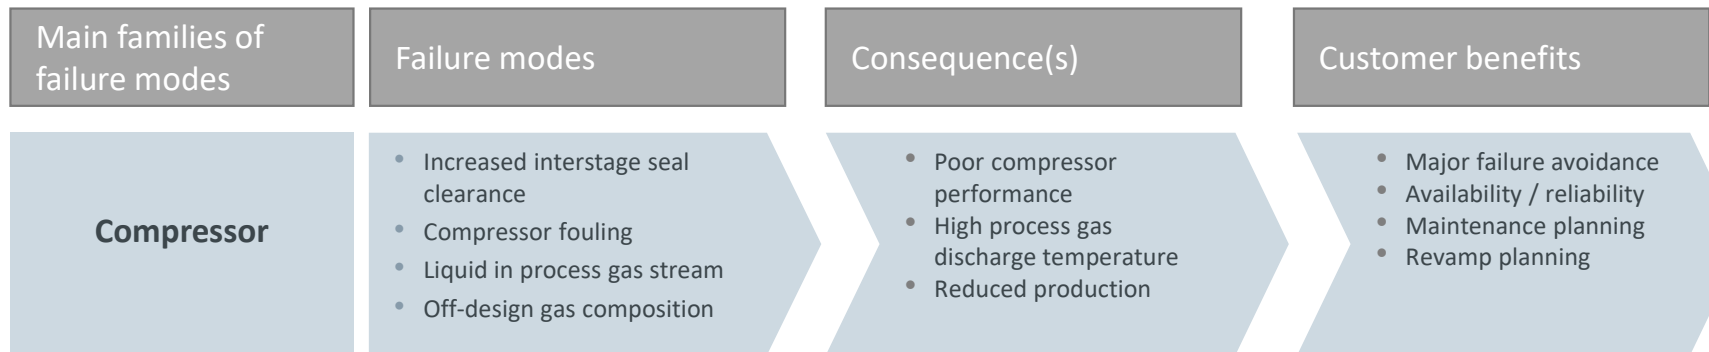 Main families of
failure modes
Failure modes
Consequence(s)
Customer benefits
Compressor
• Increased interstage seal
clearance
• Compressor fouling
• Liquid in process gas stream
• Off-design gas composition
• Poor compressor
performance
• High process gas
discharge temperature
• Reduced production
• Major failure avoidance
• Availability / reliability
• Maintenance planning
• Revamp planning